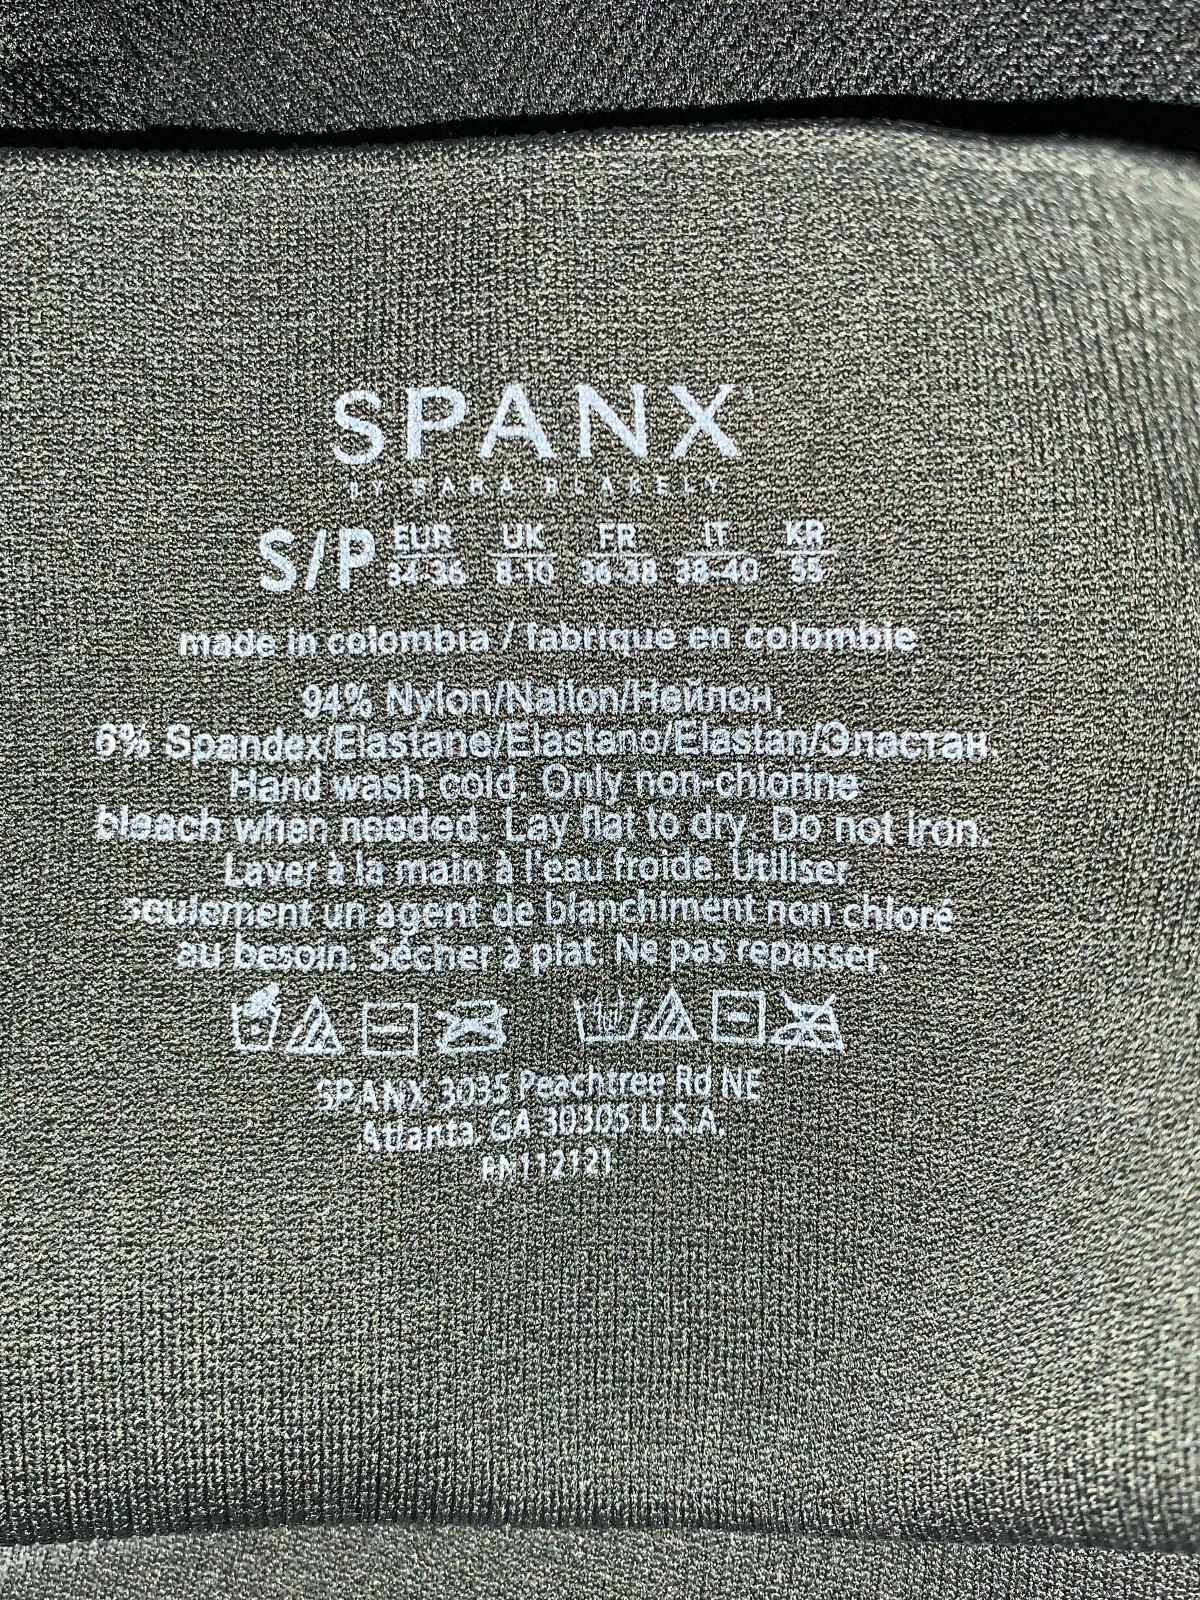 SPANX
BY SARA BLAKELY
S/P EUR 34-36 UK 8-10 FR 36-38 IT 38-40 KR 55
made in colombia / fabriqué en colombie
94% Nylon/Nailon/Нейлон,
6% Spandex/Elastane/Elastano/Elastan/Эластан.
Hand wash cold. Only non-chlorine
bleach when needed. Lay flat to dry. Do not iron.
Laver à la main à l'eau froide. Utiliser
seulement un agent de blanchiment non chloré
au besoin. Sécher à plat. Ne pas repasser.
SPANX 3035 Peachtree Rd NE
Atlanta, GA 30305 U.S.A.
RN112121